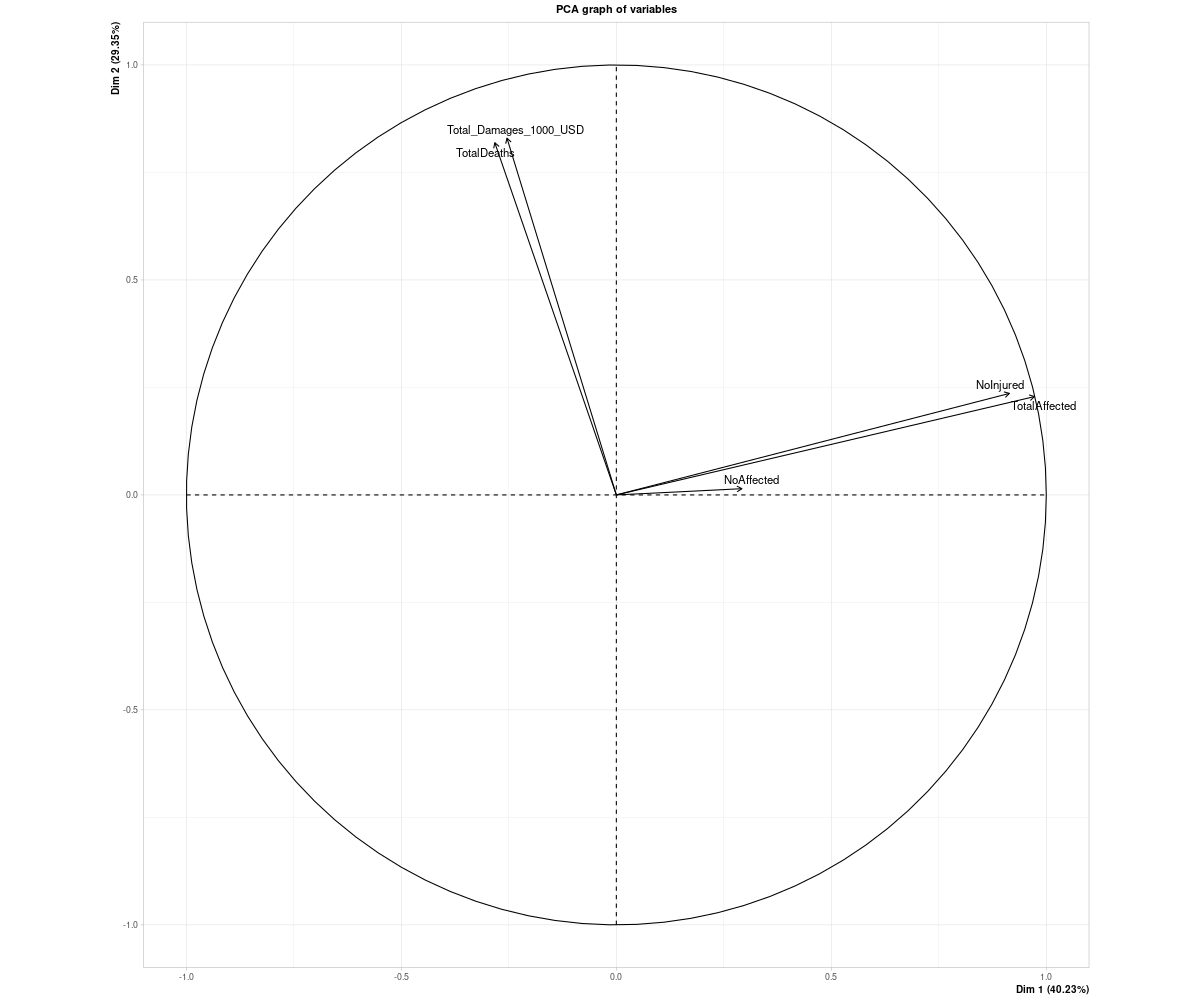 PCA graph of variables
Dim 2 (29.35%)
1.0
0.5
0.0
-0.5
-1.0
Total_Damages_1000_USD
TotalDeaths
NoInjured
TotalAffected
NoAffected
-1.0
-0.5
0.0
0.5
1.0
Dim 1 (40.23%)